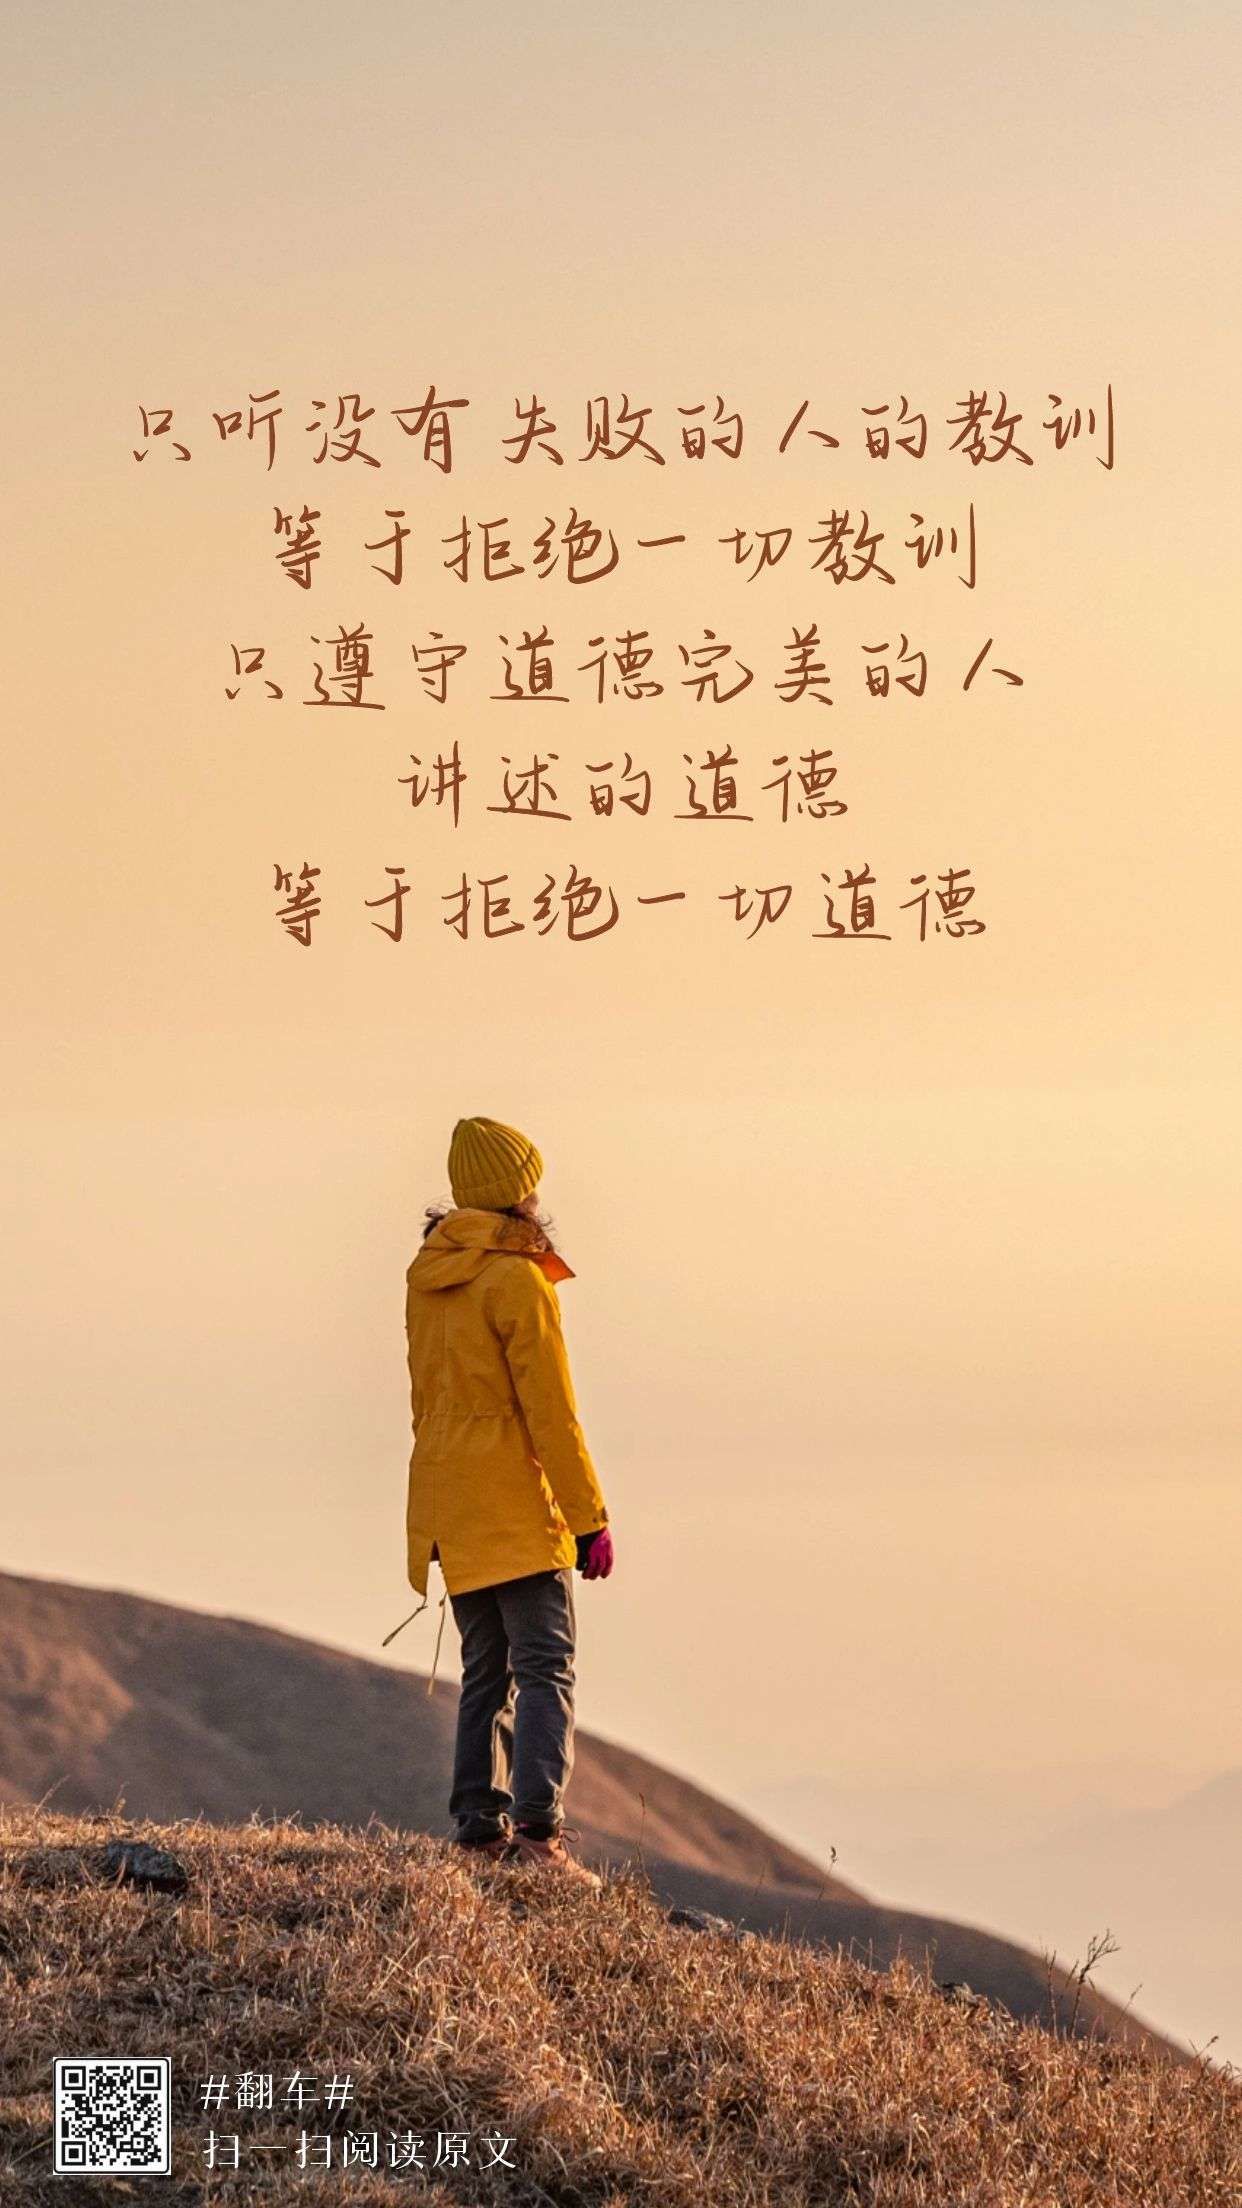 只听没有失败的人的教训
等于拒绝一切教训
只遵守道德完美的人
讲述的道德
等于拒绝一切道德
#翻车#
扫一扫阅读原文